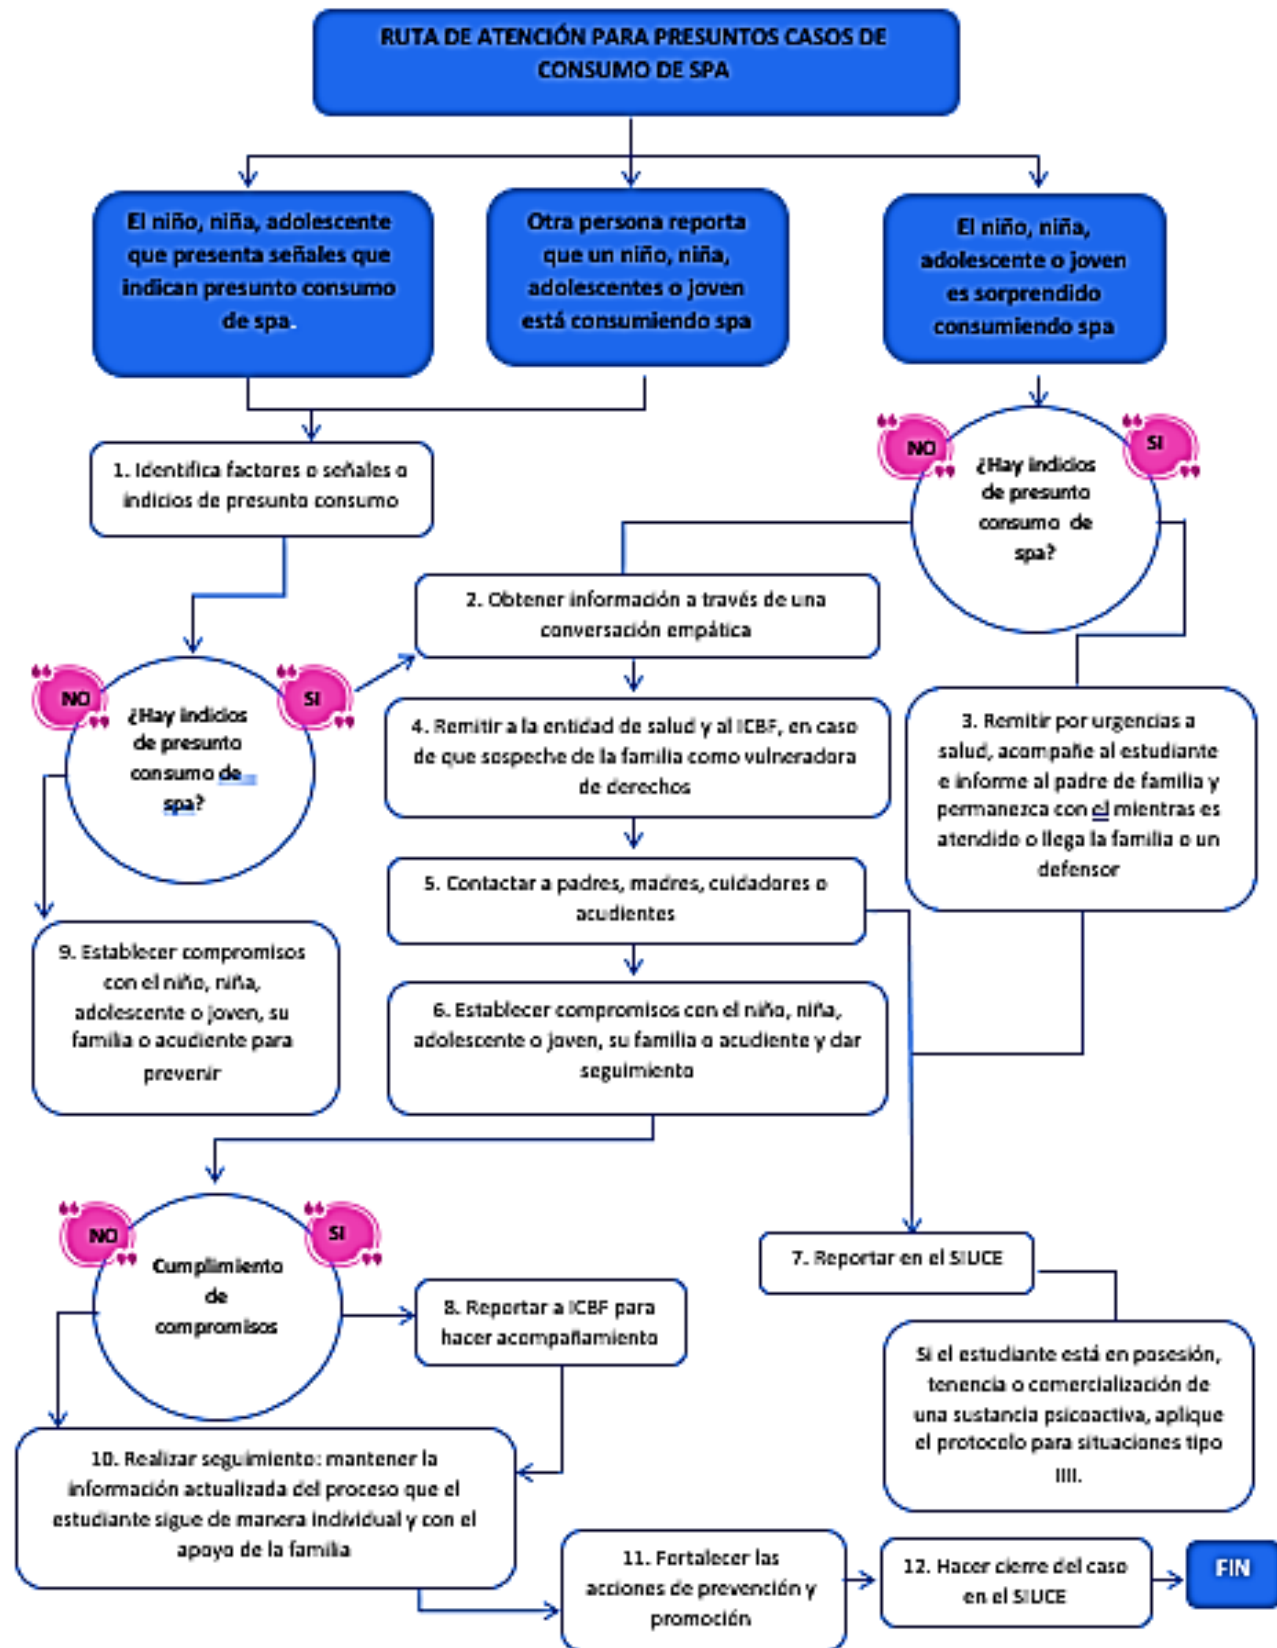 RUTA DE ATENCIÓN PARA PRESUNTOS CASOS DE
CONSUMO DE SPA
El niño, niña, adolescente
que presenta señales que
indican presunto consumo
de spa.
Otra persona reporta
que un niño, niña,
adolescentes o joven
está consumiendo spa
El niño, niña,
adolescente o joven
es sorprendido
consumiendo spa
1. Identifica factores o señales o
indicios de presunto consumo
NO
SI
¿Hay indicios
de presunto
consumo de
spa?
2. Obtener información a través de una
conversación empática
NO
SI
¿Hay indicios
de presunto
consumo de
spa?
4. Remitir a la entidad de salud y al ICBF, en caso
de que sospeche de la familia como vulneradora
de derechos
3. Remitir por urgencias a
salud, acompañe al estudiante
e informe al padre de familia y
permanezca con el mientras es
atendido o llega la familia o un
defensor
5. Contactar a padres, madres, cuidadores o
acudientes
9. Establecer compromisos
con el niño, niña,
adolescente o joven, su
familia o acudiente para
prevenir
6. Establecer compromisos con el niño, niña,
adolescente o joven, su familia o acudiente y dar
seguimiento
NO
SI
Cumplimiento
de
compromisos
7. Reportar en el SIUCE
8. Reportar a ICBF para
hacer acompañamiento
Si el estudiante está en posesión,
tenencia o comercialización de
una sustancia psicoactiva, aplique
el protocolo para situaciones tipo
IIII.
10. Realizar seguimiento: mantener la
información actualizada del proceso que el
estudiante sigue de manera individual y con el
apoyo de la familia
11. Fortalecer las
acciones de prevención y
promoción
12. Hacer cierre del caso
en el SIUCE
FIN